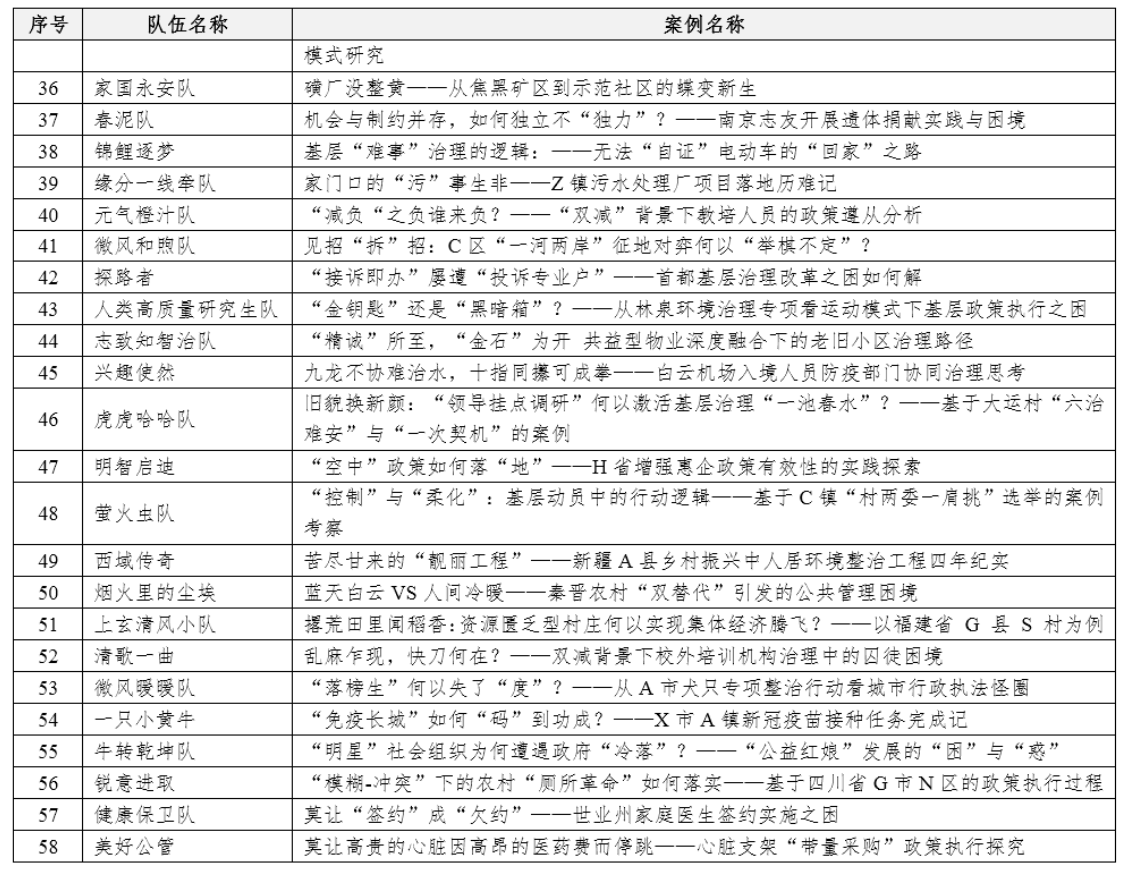 序号 队伍名称 案例名称
模式研究
36 家国永安队 磺厂没整黄——从焦黑矿区到示范社区的蝶变新生
37 春泥队 机会与制约并存，如何独立不“独力”？——南京志友开展遗体捐献实践与困境
38 锦鲤逐梦 基层“难事”治理的逻辑：——无法“自证”电动车的“回家”之路
39 缘分一线牵队 家门口的“污”事生非——Z 镇污水处理厂项目落地历难记
40 元气橙汁队 “减负“之负谁来负？——“双减”背景下教培人员的政策遵从分析
41 微风和煦队 见招“拆”招：C 区“一河两岸”征地对弈何以“举棋不定”？
42 探路者 “接诉即办”屡遭“投诉专业户”——首都基层治理改革之困如何解
43 人类高质量研究生队 “金钥匙”还是“黑暗箱”？——从林泉环境治理专项看运动模式下基层政策执行之困
44 志致知智治队 “精诚”所至，“金石”为开 共益型物业深度融合下的老旧小区治理路径
45 兴趣使然 九龙不协难治水，十指同攥可成拳——白云机场入境人员防疫部门协同治理思考
46 虎虎哈哈队 旧貌换新颜：“领导挂点调研”何以激活基层治理“一池春水”？——基于大运村“六治
难安”与“一次契机”的案例
47 明智启迪 “空中”政策如何落“地”——H 省增强惠企政策有效性的实践探索
48 萤火虫队 “控制”与“柔化”：基层动员中的行动逻辑——基于 C 镇“村两委一肩挑”选举的案例
考察
49 西域传奇 苦尽甘来的“靓丽工程”——新疆 A 县乡村振兴中人居环境整治工程四年纪实
50 烟火里的尘埃 蓝天白云 VS 人间冷暖——秦晋农村“双替代”引发的公共管理困境
51 上玄清风小队 撂荒田里闻稻香:资源匮乏型村庄何以实现集体经济腾飞？——以福建省 G 县 S 村为例
52 清歌一曲 乱麻乍现，快刀何在？——双减背景下校外培训机构治理中的囚徒困境
53 微风暖暖队 “落榜生”何以失了“度”？——从 A 市犬只专项整治行动看城市行政执法怪圈
54 一只小黄牛 “免疫长城”如何“码”到功成？——X 市 A 镇新冠疫苗接种任务完成记
55 牛转乾坤队 “明星”社会组织为何遭遇政府“冷落”？——“公益红娘”发展的“困”与“惑”
56 锐意进取 “模糊-冲突”下的农村“厕所革命”如何落实——基于四川省 G 市 N 区的政策执行过程
57 健康保卫队 莫让“签约”成“欠约”——世业州家庭医生签约实施之困
58 美好公管 莫让高贵的心脏因高昂的医药费而停跳——心脏支架“带量采购”政策执行探究